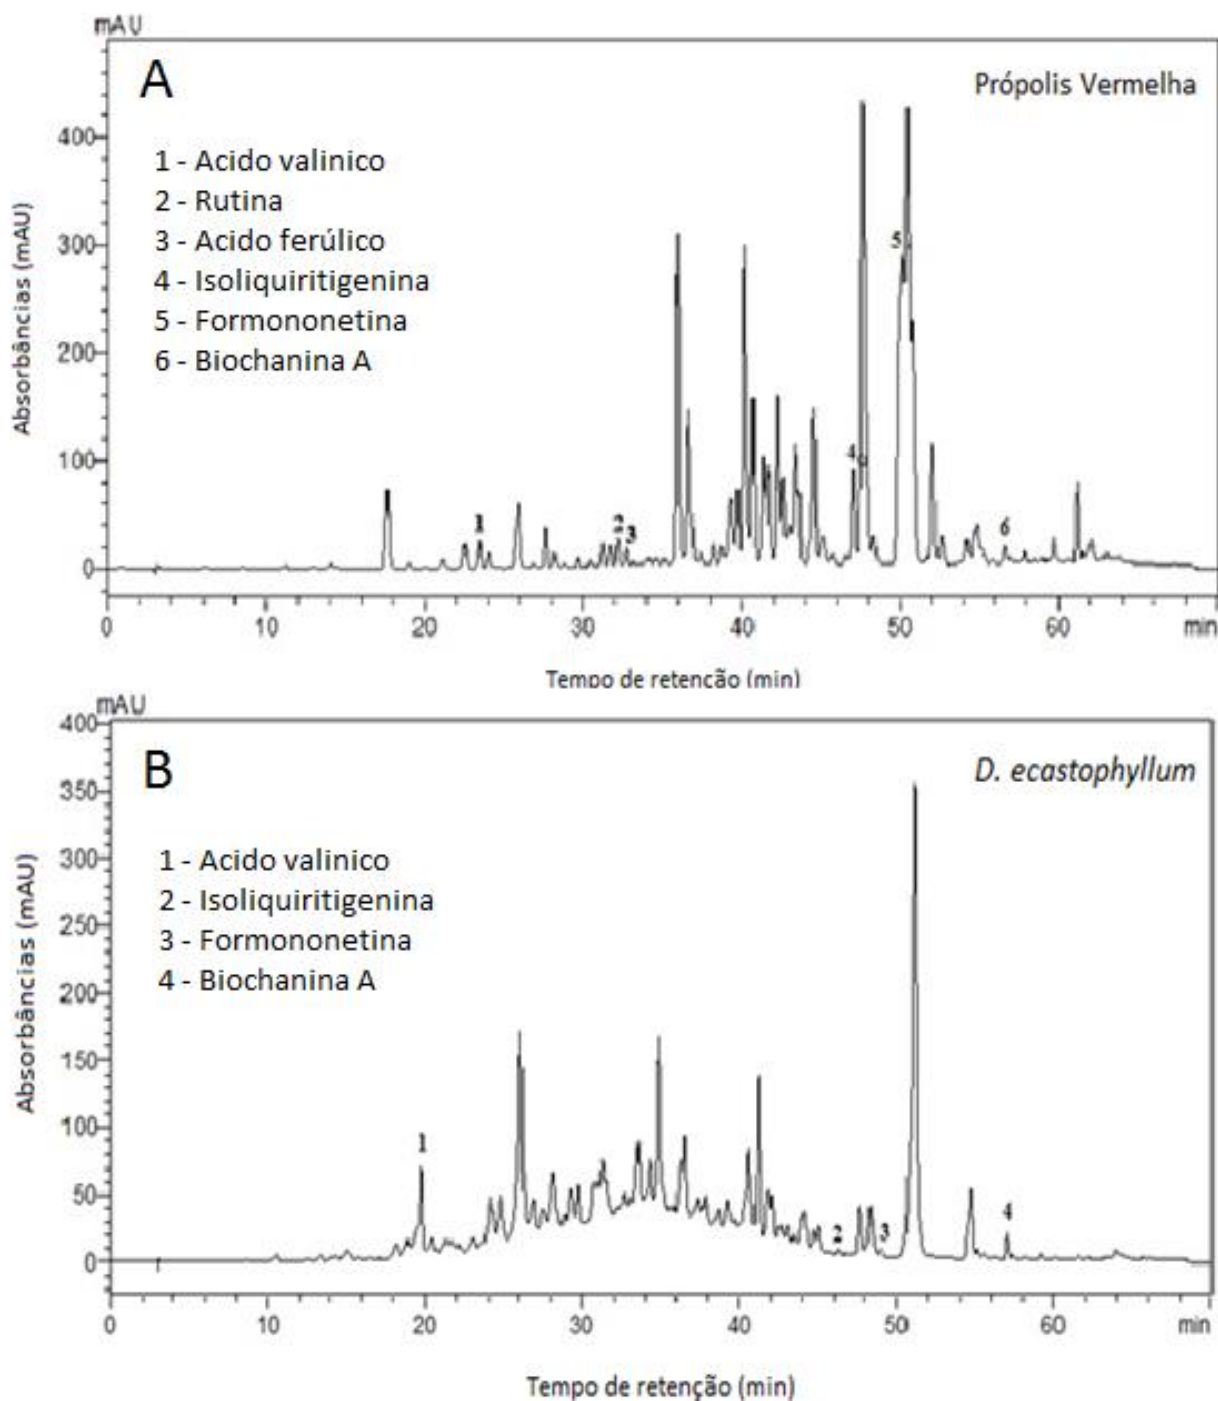 mAU
A
Própolis Vermelha
1 - Acido valinico
2 - Rutina
3 - Acido ferúlico
4 - Isoliquiritigenina
5 - Formononetina
6 - Biochanina A
Absorbâncias (mAU)
400
300
200
100
0
1
2
3
4
5
6
0 10 20 30 40 50 60 min
Tempo de retenção (min)
mAU
B
D. ecastophyllum
1 - Acido valinico
2 - Isoliquiritigenina
3 - Formononetina
4 - Biochanina A
Absorbâncias (mAU)
400
350
300
250
200
150
100
50
0
1
2
3
4
0 10 20 30 40 50 60 min
Tempo de retenção (min)